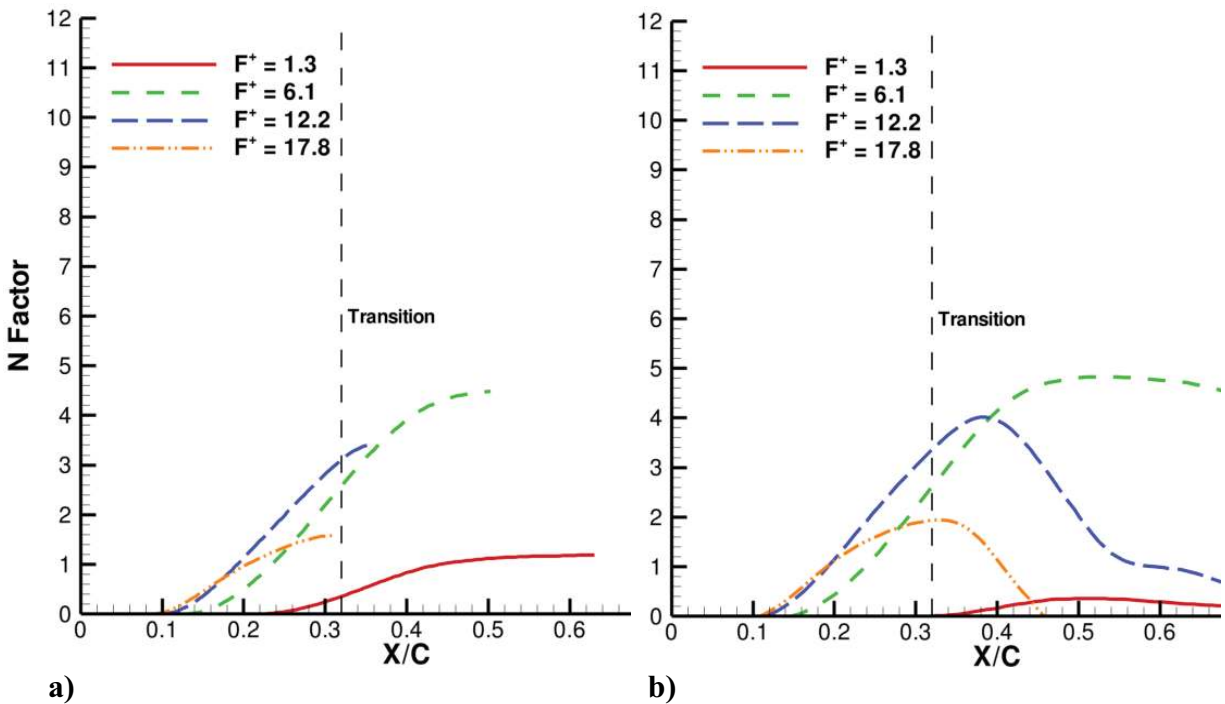 12
11
10
9
8
7
6
5
4
3
2
1
0
N Factor
F+ = 1.3
F+ = 6.1
F+ = 12.2
F+ = 17.8
Transition
0 0.1 0.2 0.3 0.4 0.5 0.6
X/C
a)
12
11
10
9
8
7
6
5
4
3
2
1
0
F+ = 1.3
F+ = 6.1
F+ = 12.2
F+ = 17.8
Transition
0 0.1 0.2 0.3 0.4 0.5 0.6
X/C
b)